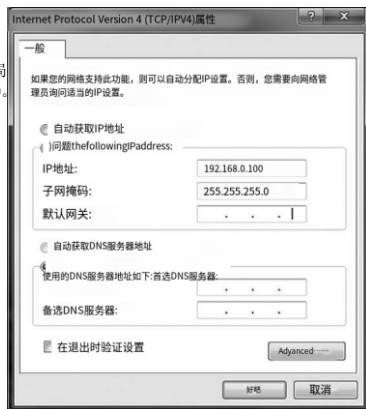 Internet Protocol Version 4 (TCP/IPV4)属性
一般
如果您的网络支持此功能，则可以自动分配IP设置。否则，您需要向网络管
理员询问适当的IP设置。
自动获取IP地址
)问题thefollowingIPaddress:
IP地址: 192.168.0.100
子网掩码: 255.255.255.0
默认网关: . . .
自动获取DNS服务器地址
使用的DNS服务器地址如下:首选DNS服务器: . . .
备选DNS服务器: . . .
在退出时验证设置
Advanced······
好吧 取消